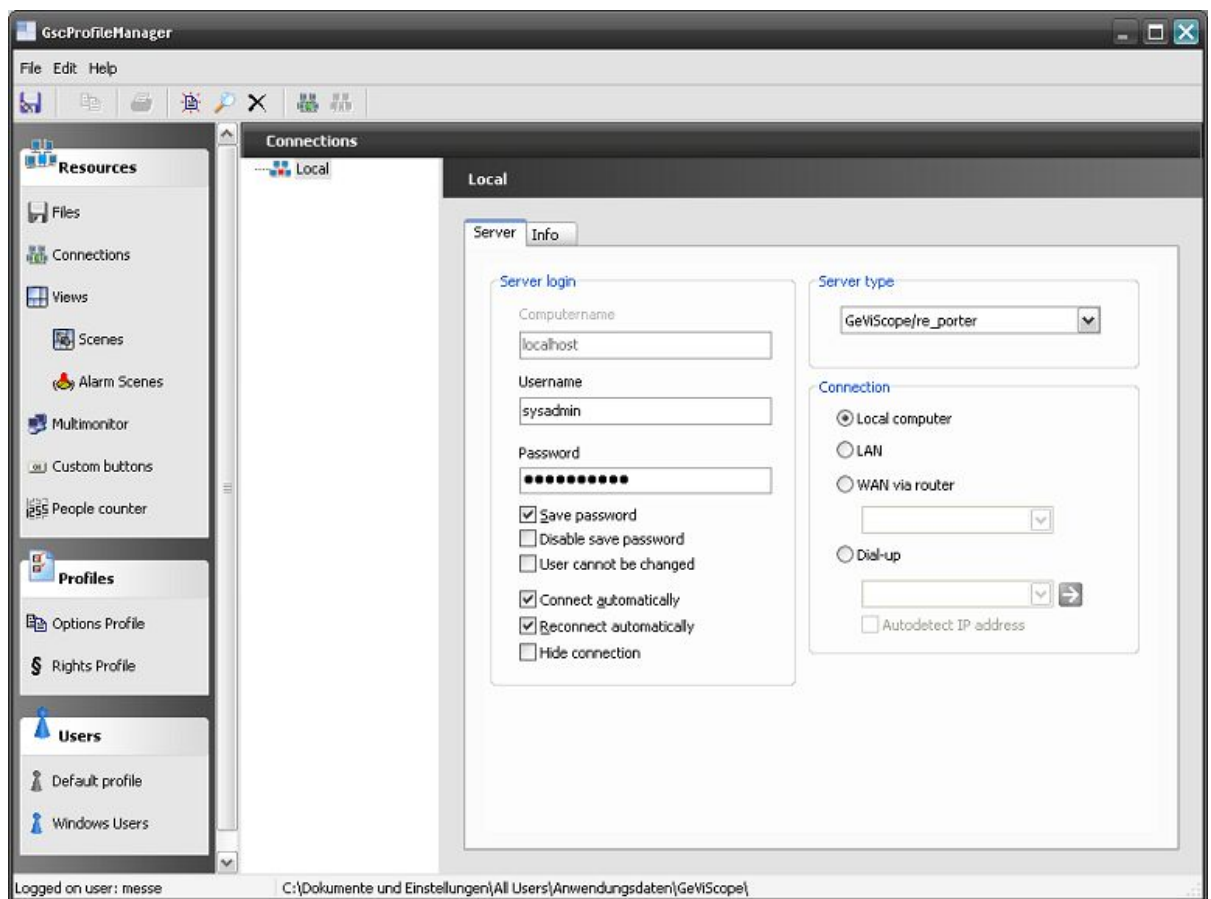 GscProfileManager
File Edit Help
Resources
Files
Connections
Views
Scenes
Alarm Scenes
Multimonitor
Custom buttons
People counter
Profiles
Options Profile
§ Rights Profile
Users
Default profile
Windows Users
Connections
Local
Local
Server Info
Server login
Computername
localhost
Username
sysadmin
Password
●●●●●●●●●●
Save password
Disable save password
User cannot be changed
Connect automatically
Reconnect automatically
Hide connection
Server type
GeViScope/re_porter
Connection
Local computer
LAN
WAN via router
Dial-up
Autodetect IP address
Logged on user: messe
C:\Dokumente und Einstellungen\All Users\Anwendungsdaten\GeViScope\